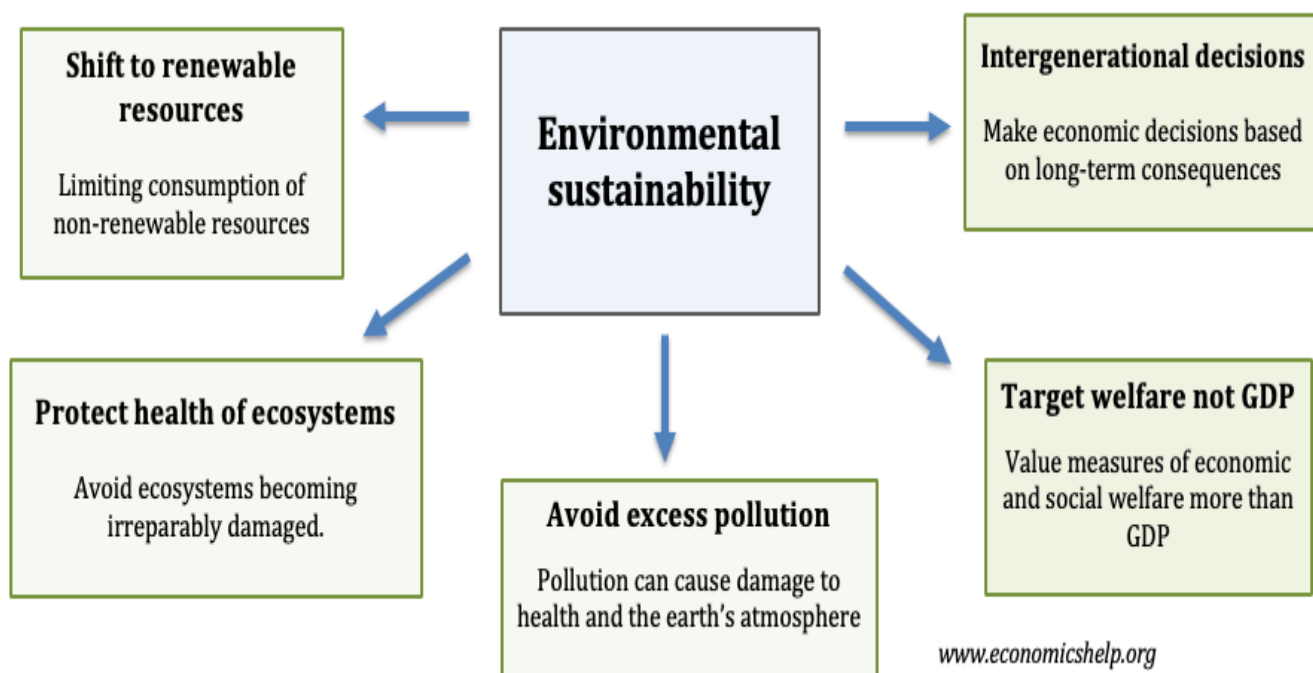 Environmental
sustainability
Shift to renewable
resources
Limiting consumption of
non-renewable resources
Intergenerational decisions
Make economic decisions based
on long-term consequences
Protect health of ecosystems
Avoid ecosystems becoming
irreparably damaged.
Avoid excess pollution
Pollution can cause damage to
health and the earth’s atmosphere
Target welfare not GDP
Value measures of economic
and social welfare more than
GDP
www.economicshelp.org